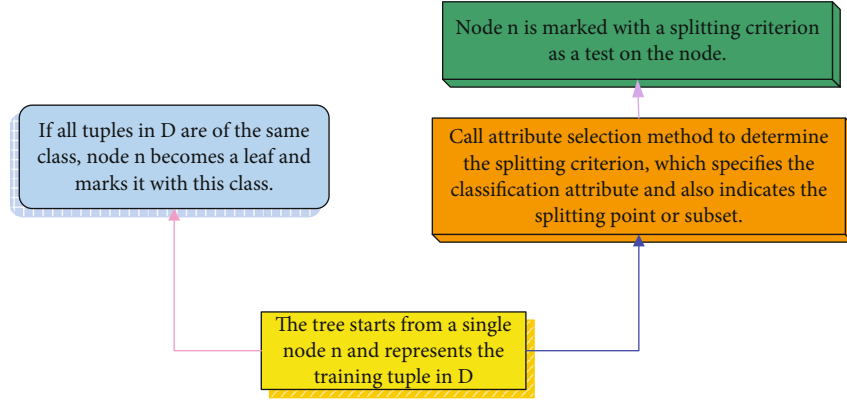 Node n is marked with a splitting criterion
as a test on the node.
If all tuples in D are of the same
class, node n becomes a leaf and
marks it with this class.
Call attribute selection method to determine
the splitting criterion, which specifies the
classification attribute and also indicates the
splitting point or subset.
The tree starts from a single
node n and represents the
training tuple in D